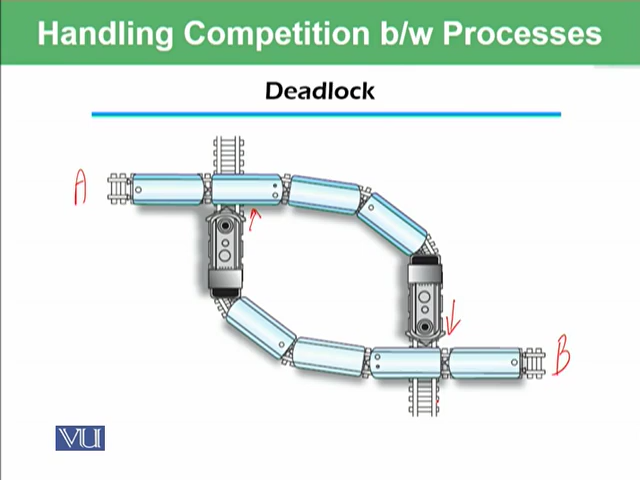 Handling Competition b/w Processes
Deadlock
A
B
VU